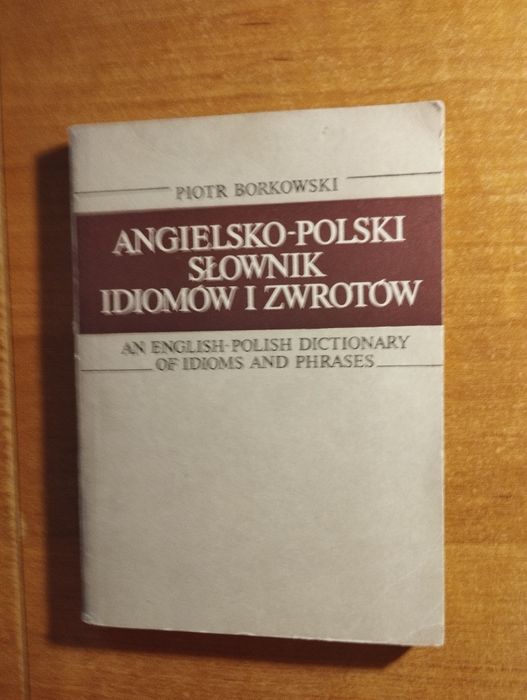 PIOTR BORKOWSKI
ANGIELSKO-POLSKI
SŁOWNIK
IDIOMÓW I ZWROTÓW
AN ENGLISH-POLISH DICTIONARY
OF IDIOMS AND PHRASES